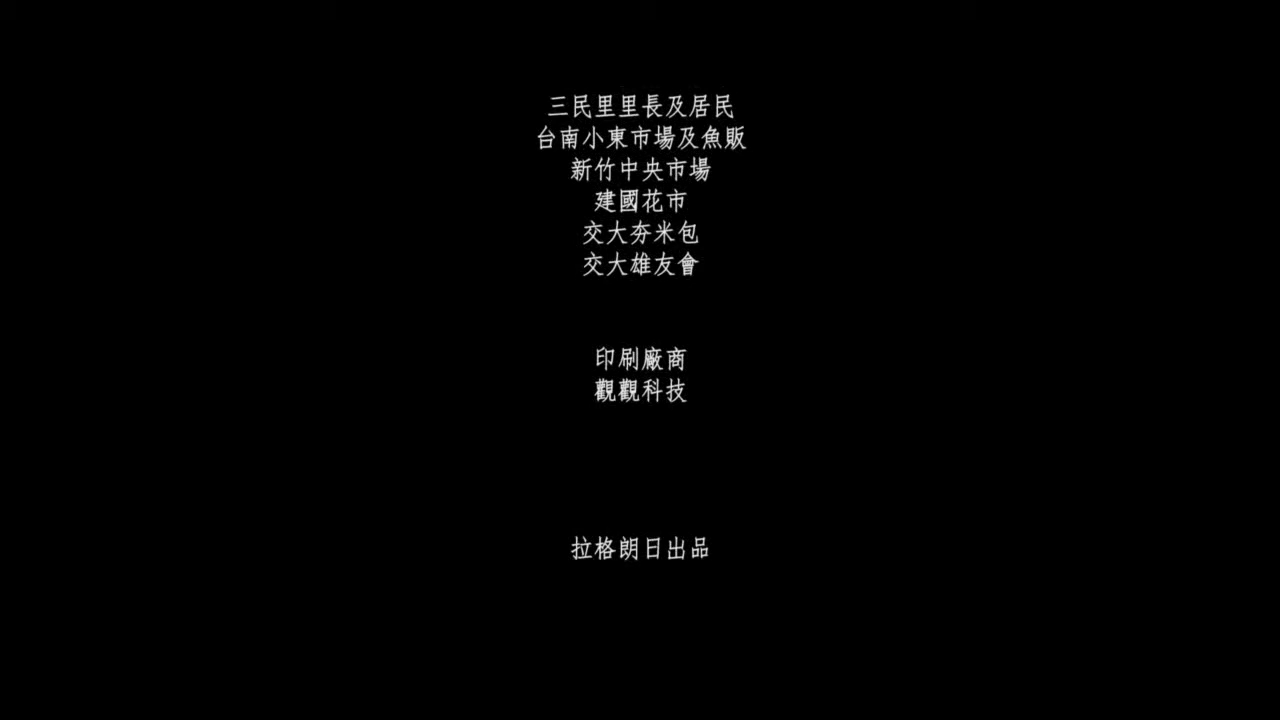 三民里里長及居民
台南小東市場及魚販
新竹中央市場
建國花市
交大夯米包
交大雄友會
印刷廠商
觀觀科技
拉格朗日出品